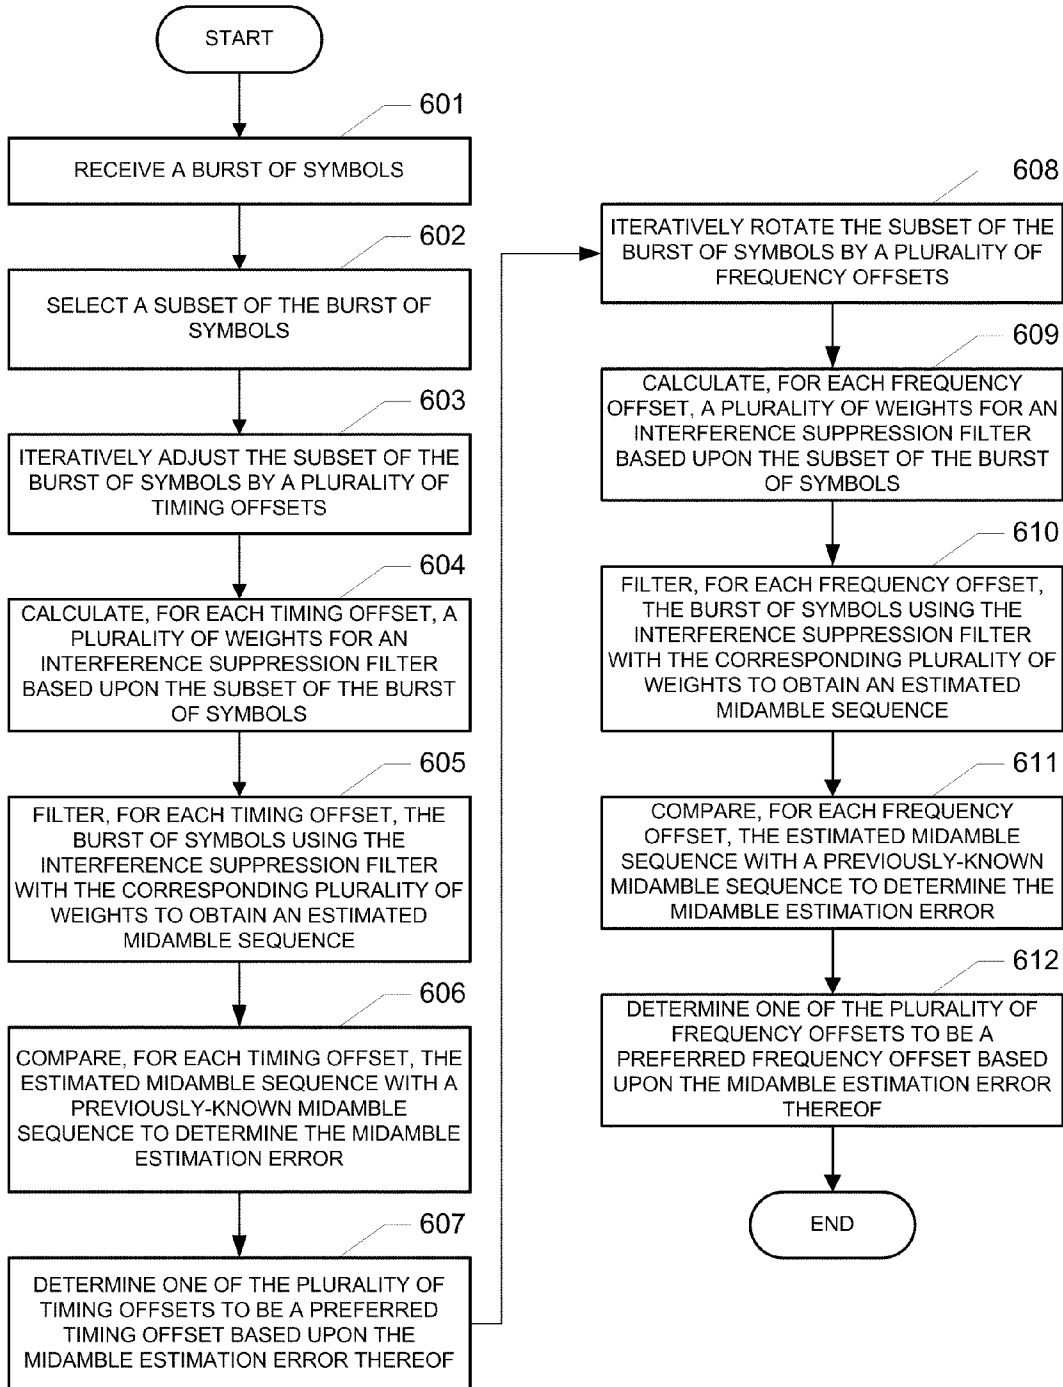 START
601
RECEIVE A BURST OF SYMBOLS
602
SELECT A SUBSET OF THE BURST OF
SYMBOLS
603
ITERATIVELY ADJUST THE SUBSET OF THE
BURST OF SYMBOLS BY A PLURALITY OF
TIMING OFFSETS
604
CALCULATE, FOR EACH TIMING OFFSET, A
PLURALITY OF WEIGHTS FOR AN
INTERFERENCE SUPPRESSION FILTER
BASED UPON THE SUBSET OF THE BURST
OF SYMBOLS
605
FILTER, FOR EACH TIMING OFFSET, THE
BURST OF SYMBOLS USING THE
INTERFERENCE SUPPRESSION FILTER
WITH THE CORRESPONDING PLURALITY OF
WEIGHTS TO OBTAIN AN ESTIMATED
MIDAMBLE SEQUENCE
606
COMPARE, FOR EACH TIMING OFFSET, THE
ESTIMATED MIDAMBLE SEQUENCE WITH A
PREVIOUSLY-KNOWN MIDAMBLE
SEQUENCE TO DETERMINE THE MIDAMBLE
ESTIMATION ERROR
607
DETERMINE ONE OF THE PLURALITY OF
TIMING OFFSETS TO BE A PREFERRED
TIMING OFFSET BASED UPON THE
MIDAMBLE ESTIMATION ERROR THEREOF
608
ITERATIVELY ROTATE THE SUBSET OF THE
BURST OF SYMBOLS BY A PLURALITY OF
FREQUENCY OFFSETS
609
CALCULATE, FOR EACH FREQUENCY
OFFSET, A PLURALITY OF WEIGHTS FOR AN
INTERFERENCE SUPPRESSION FILTER
BASED UPON THE SUBSET OF THE BURST
OF SYMBOLS
610
FILTER, FOR EACH FREQUENCY OFFSET,
THE BURST OF SYMBOLS USING THE
INTERFERENCE SUPPRESSION FILTER
WITH THE CORRESPONDING PLURALITY OF
WEIGHTS TO OBTAIN AN ESTIMATED
MIDAMBLE SEQUENCE
611
COMPARE, FOR EACH FREQUENCY
OFFSET, THE ESTIMATED MIDAMBLE
SEQUENCE WITH A PREVIOUSLY-KNOWN
MIDAMBLE SEQUENCE TO DETERMINE THE
MIDAMBLE ESTIMATION ERROR
612
DETERMINE ONE OF THE PLURALITY OF
FREQUENCY OFFSETS TO BE A
PREFERRED FREQUENCY OFFSET BASED
UPON THE MIDAMBLE ESTIMATION ERROR
THEREOF
END